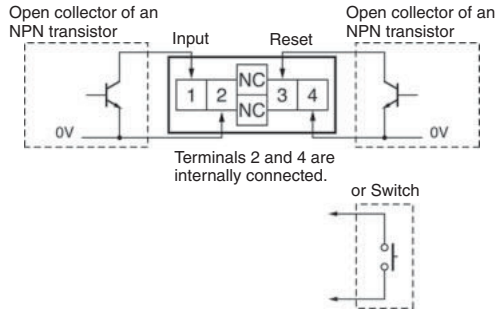 Open collector of an
NPN transistor
Open collector of an
NPN transistor
Input
Reset
NC
1 2 3 4
NC
0V
0V
Terminals 2 and 4 are
internally connected.
or Switch